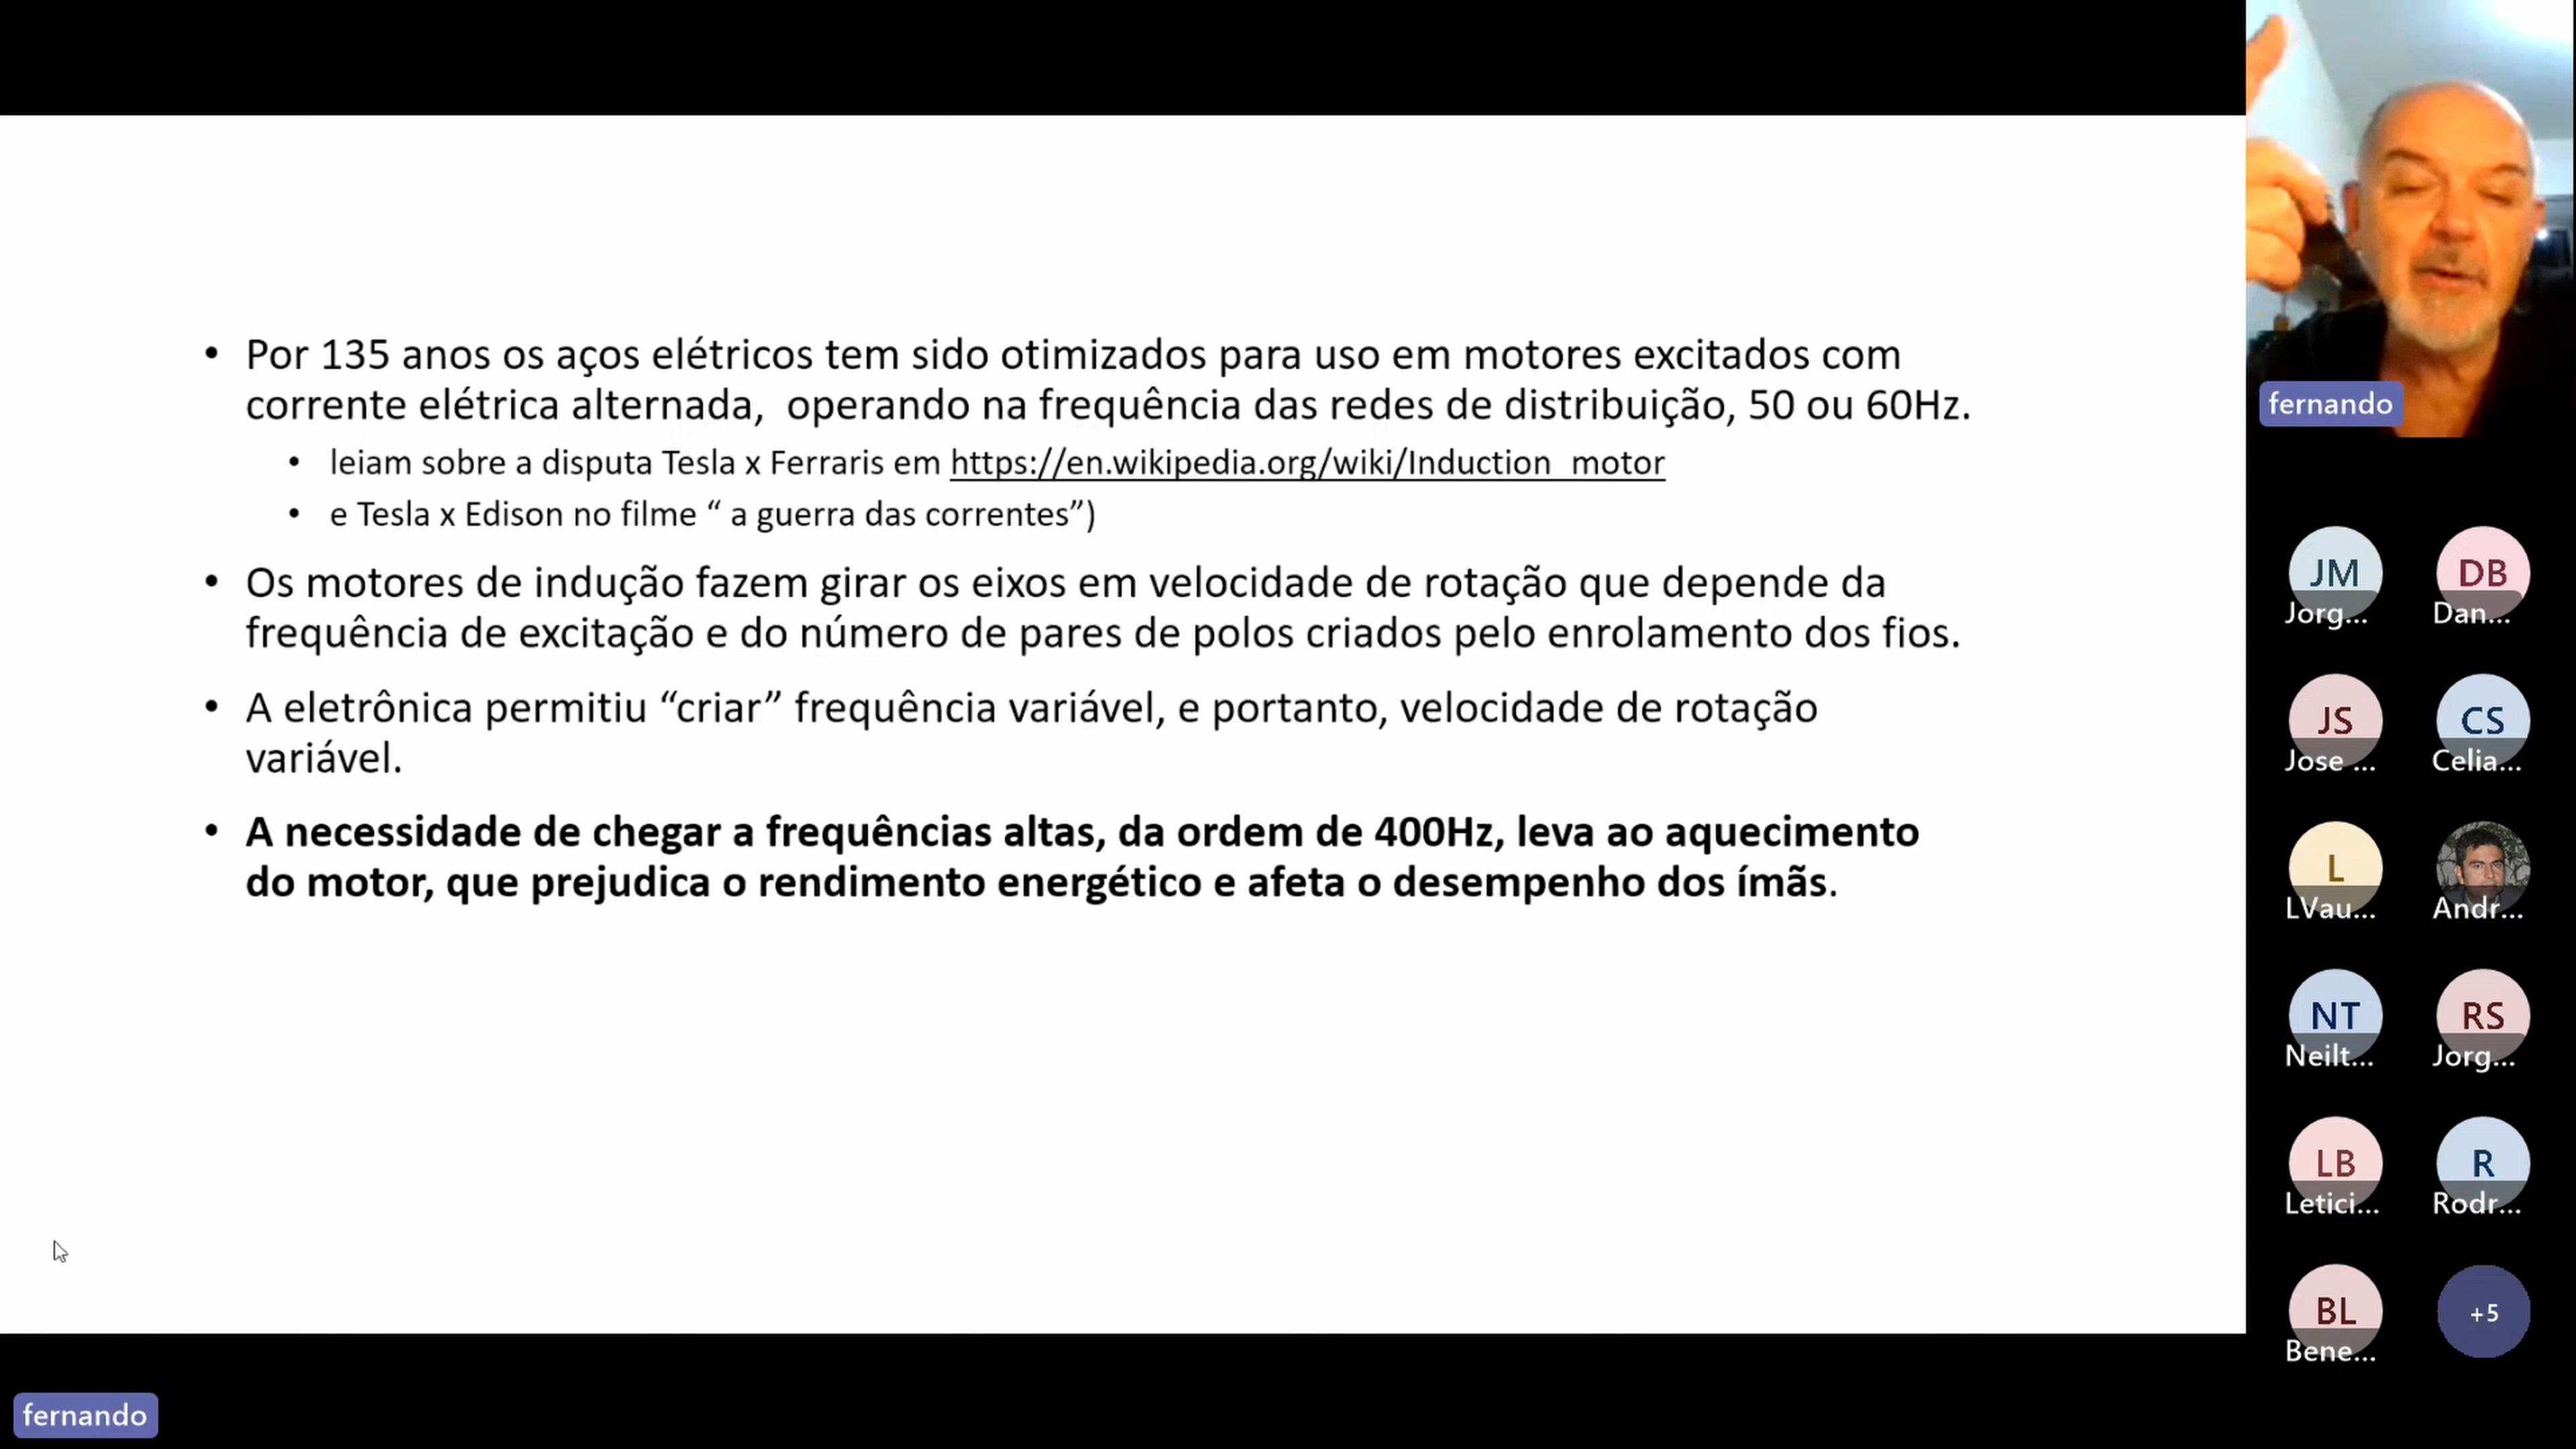 • Por 135 anos os aços elétricos tem sido otimizados para uso em motores excitados com
corrente elétrica alternada,  operando na frequência das redes de distribuição, 50 ou 60Hz.
• leiam sobre a disputa Tesla x Ferraris em https://en.wikipedia.org/wiki/Induction_motor
• e Tesla x Edison no filme “ a guerra das correntes”)
• Os motores de indução fazem girar os eixos em velocidade de rotação que depende da
frequência de excitação e do número de pares de polos criados pelo enrolamento dos fios.
• A eletrônica permitiu “criar” frequência variável, e portanto, velocidade de rotação
variável.
• A necessidade de chegar a frequências altas, da ordem de 400Hz, leva ao aquecimento
do motor, que prejudica o rendimento energético e afeta o desempenho dos ímãs.
fernando
JM
Jorg...
DB
Dan...
JS
Jose ...
CS
Celia...
L
LVau...
Andr...
NT
Neilt...
RS
Jorg...
LB
Letici...
R
Rodr...
BL
Bene...
+5
fernando